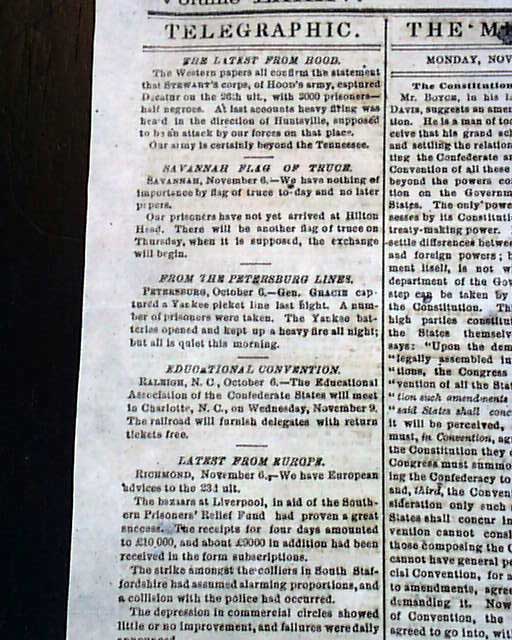 TELEGRAPHIC.
THE LATEST FROM HOOD.
The Western papers all confirm the statement
that STEWART's corps, of HOOD's army, captured
Decatur on the 26th ult., with 3000 prisoners—
half negroes. At last accounts heavy firing was
heard in the direction of Huntsville, supposed
to be an attack by our forces on that place.
Our army is certainly beyond the Tennessee.
SAVANNAH FLAG OF TRUCE.
SAVANNAH, November 6.—We have nothing of
importance by flag of truce to-day and no later
papers.
Our prisoners have not yet arrived at Hilton
Head. There will be another flag of truce on
Thursday, when it is supposed, the exchange
will begin.
FROM THE PETERSBURG LINES.
PETERSBURG, October 6.—Gen. GRACIE cap-
tured a Yankee picket line last night. A num-
ber of prisoners were taken. The Yankee bat-
teries opened and kept up a heavy fire all night;
but all is quiet this morning.
EDUCATIONAL CONVENTION.
RALEIGH, N. C., October 6.—The Educational
Association of the Confederate States will meet
in Charlotte, N. C., on Wednesday, November 9.
The railroad will furnish delegates with return
tickets free.
LATEST FROM EUROPE.
RICHMOND, November 6.—We have European
advices to the 23d ult.
The bazaars at Liverpool, in aid of the South-
ern Prisoners' Relief Fund had proven a great
success. The receipts for four days amounted
to £10 000, and about £9000 in addition had been
received in the form subscriptions.
The strike amongst the colliers in South Staf-
fordshire had assumed alarming proportions, and
a collision with the police had occurred.
The depression in commercial circles showed
little or no improvement, and failures were daily
THE
MONDAY, NOV
The Constitution
Mr. BOYCE, in his l
DAVIS, suggests an amen
tion. He is a man of too
ceive that his grand sch
and settling the relation
ting the Confederate an
Convention of all these
beyond the powers con
tion on the Governm
States. The only power
sesses by its Constituti
treaty-making power.
settle differences betwee
and foreign powers; b
ment itself, is not w
department of the Gov
step can be taken by
the Constitution. Th
high parties constitut
the States themselv
says: "Upon the dem
"legally assembled in
"tions, the Congress
"vention of all the Stat
"tion such amendments
"said States shall conc
it will be perceived,
must, in Convention, ag
the Constitution they
Congress must summo
ing the Confederacy to
and, third, the Conven
sideration only such
States shall concur in
vention cannot consi
those composing the C
cannot have general po
cial Convention, for a
to amendments, agree
demanding it. Now
of Convention, the
agreed to go into, wit